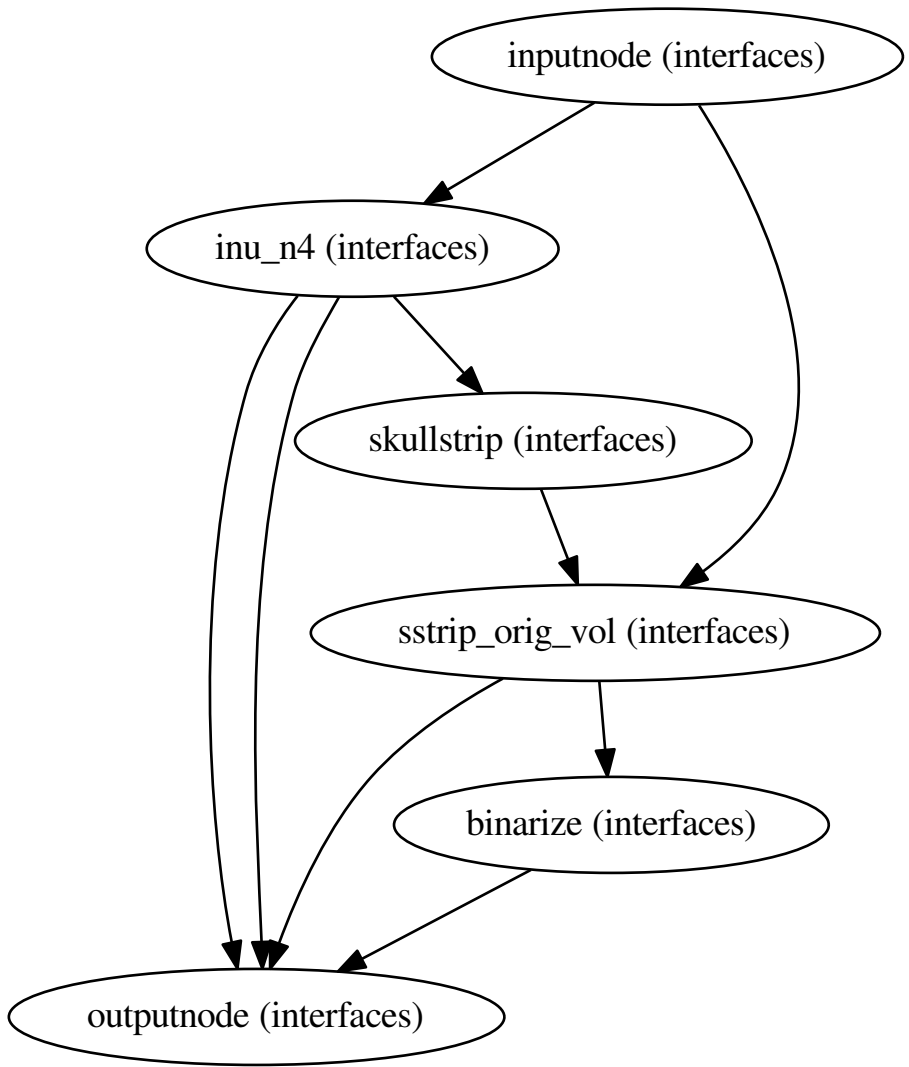 inputnode (interfaces)
inu_n4 (interfaces)
skullstrip (interfaces)
sstrip_orig_vol (interfaces)
binarize (interfaces)
outputnode (interfaces)